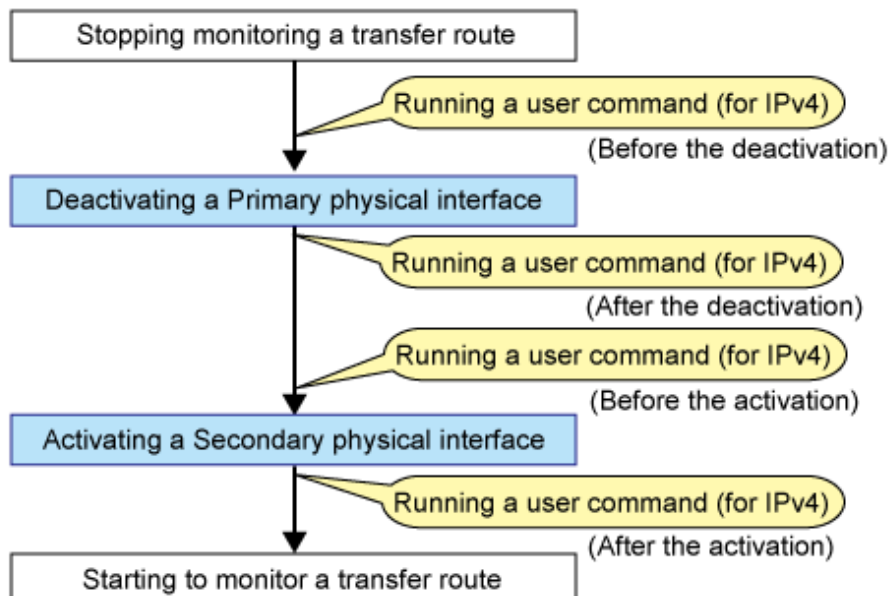 Stopping monitoring a transfer route
Running a user command (for IPv4)
(Before the deactivation)
Deactivating a Primary physical interface
Running a user command (for IPv4)
(After the deactivation)
Running a user command (for IPv4)
(Before the activation)
Activating a Secondary physical interface
Running a user command (for IPv4)
(After the activation)
Starting to monitor a transfer route